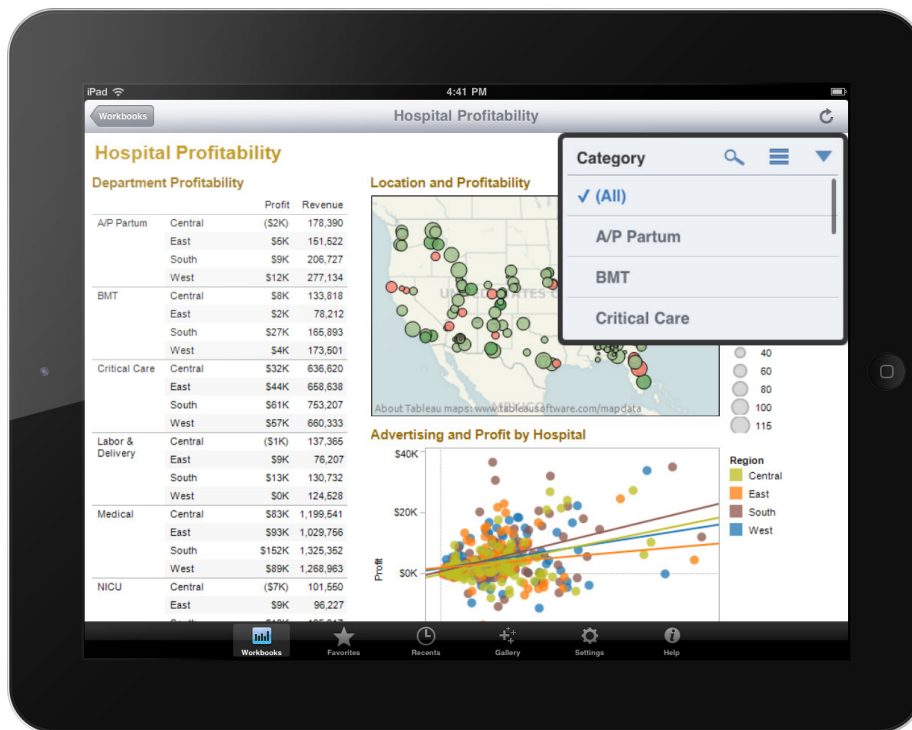 iPad 4:41 PM
Workbooks Hospital Profitability
Hospital Profitability
Department Profitability
Profit Revenue
A/P Partum Central ($2K) 178,390
East $5K 151,522
South $9K 206,727
West $12K 277,134
BMT Central $8K 133,818
East $2K 78,212
South $27K 165,893
West $4K 173,501
Critical Care Central $32K 636,620
East $44K 658,638
South $61K 753,207
West $57K 660,333
Labor & Central ($1K) 137,365
Delivery East $9K 76,207
South $13K 130,732
West $0K 124,528
Medical Central $83K 1,199,541
East $93K 1,029,766
South $152K 1,325,352
West $89K 1,268,963
NICU Central ($7K) 101,550
East $9K 96,227
Location and Profitability
UNITED STATES
MEXICO
About Tableau maps: www.tableausoftware.com/mapdata
Category
(All)
A/P Partum
BMT
Critical Care
40
60
80
100
115
Advertising and Profit by Hospital
$40K
$20K
$0K
Profit
Region
Central
East
South
West
Workbooks Favorites Recents Gallery Settings Help